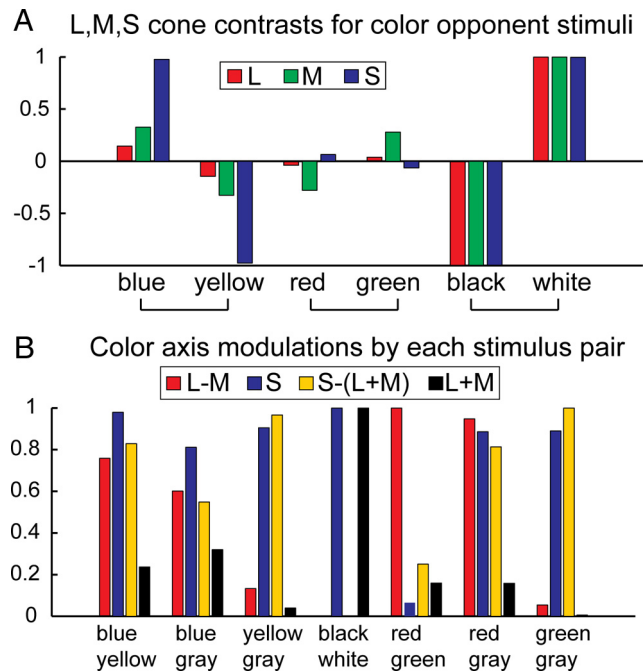 A L,M,S cone contrasts for color opponent stimuli
1
L M S
0.5
0
-0.5
-1
blue yellow red green black white
B Color axis modulations by each stimulus pair
L-M S S-(L+M) L+M
1
0.8
0.6
0.4
0.2
0
blue blue yellow black red red green
yellow gray gray white green gray gray